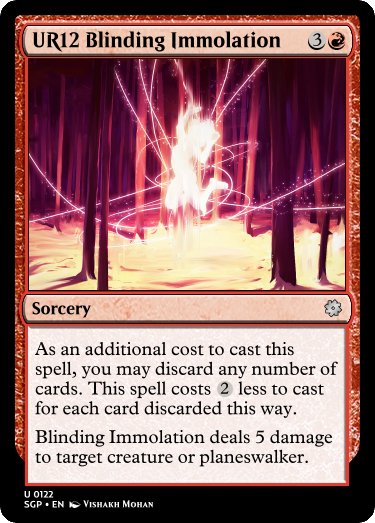 UR12 Blinding Immolation 3
Sorcery
As an additional cost to cast this
spell, you may discard any number of
cards. This spell costs 2 less to cast
for each card discarded this way.
Blinding Immolation deals 5 damage
to target creature or planeswalker.
U 0122
SGP • EN Vishakh Mohan